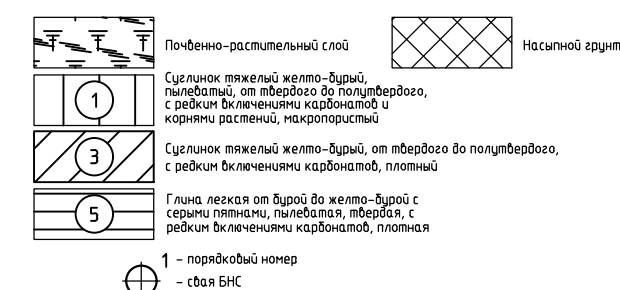 Почвенно-растительный слой
Насыпной грунт
1
Суглинок тяжелый желто-бурый,
пылеватый, от твердого до полутвердого,
с редким включениями карбонатов и
корнями растений, макропористый
3
Суглинок тяжелый желто-бурый, от твердого до полутвердого,
с редким включениями карбонатов, плотный
5
Глина легкая от бурой до желто-бурой с
серыми пятнами, пылеватая, твердая, с
редким включениями карбонатов, плотная
1 - порядковый номер
- свая БНС